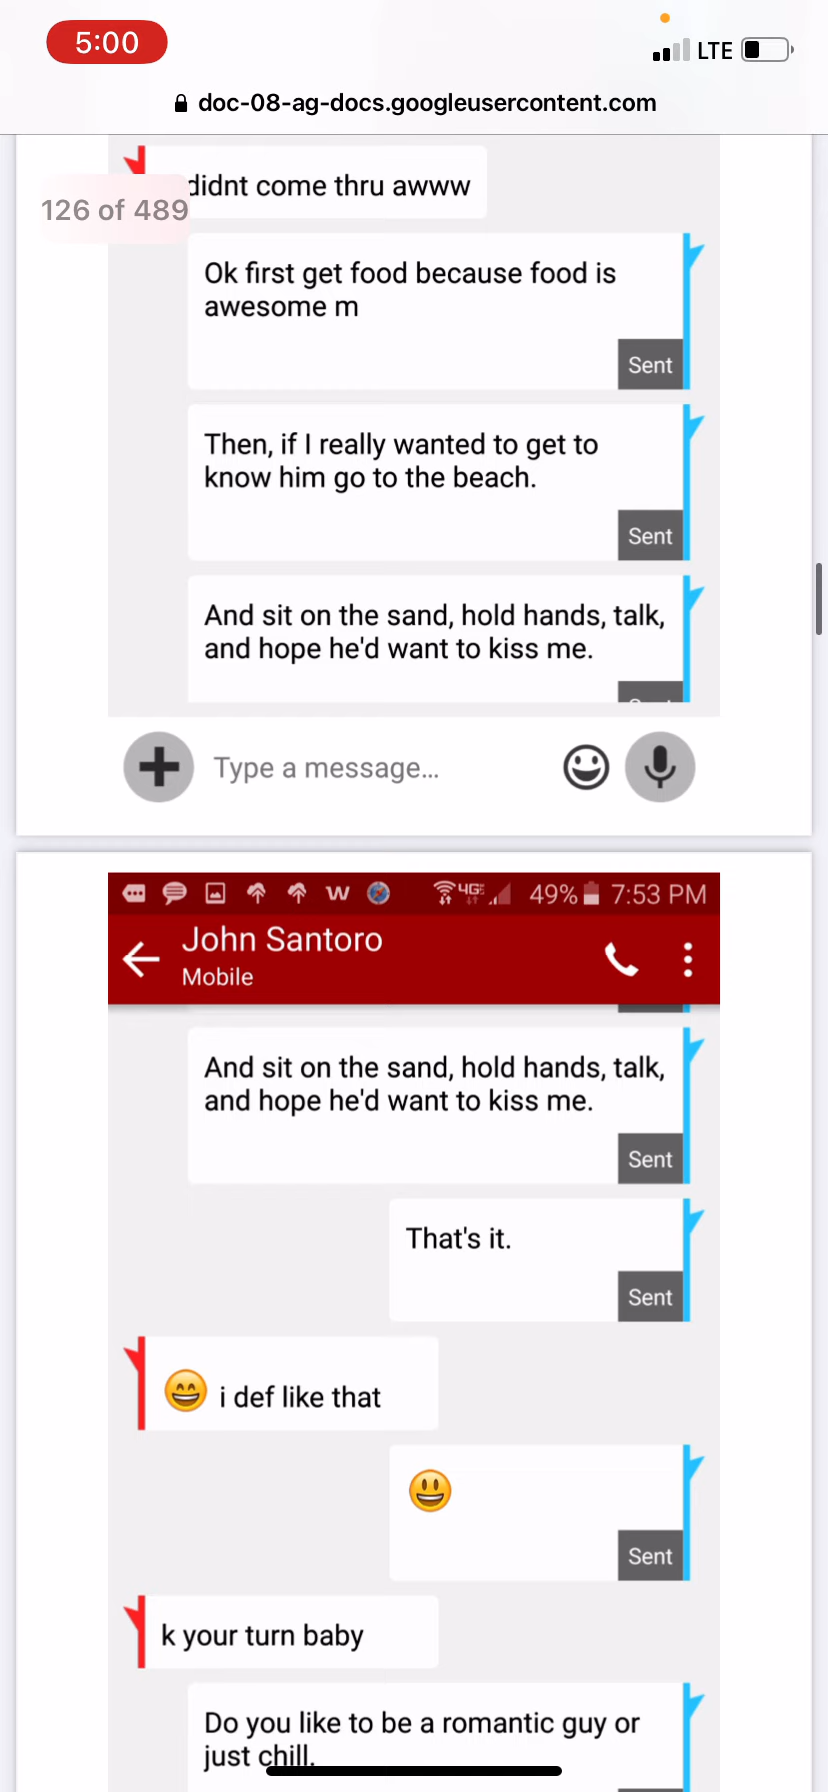 5:00
LTE
doc-08-ag-docs.googleusercontent.com
didnt come thru awww
126 of 489
Ok first get food because food is
awesome m
Sent
Then, if I really wanted to get to
know him go to the beach.
Sent
And sit on the sand, hold hands, talk,
and hope he'd want to kiss me.
Type a message...
W
4G
49%
7:53 PM
John Santoro
Mobile
And sit on the sand, hold hands, talk,
and hope he'd want to kiss me.
Sent
That's it.
Sent
😄 i def like that
😃
Sent
k your turn baby
Do you like to be a romantic guy or
just chill.